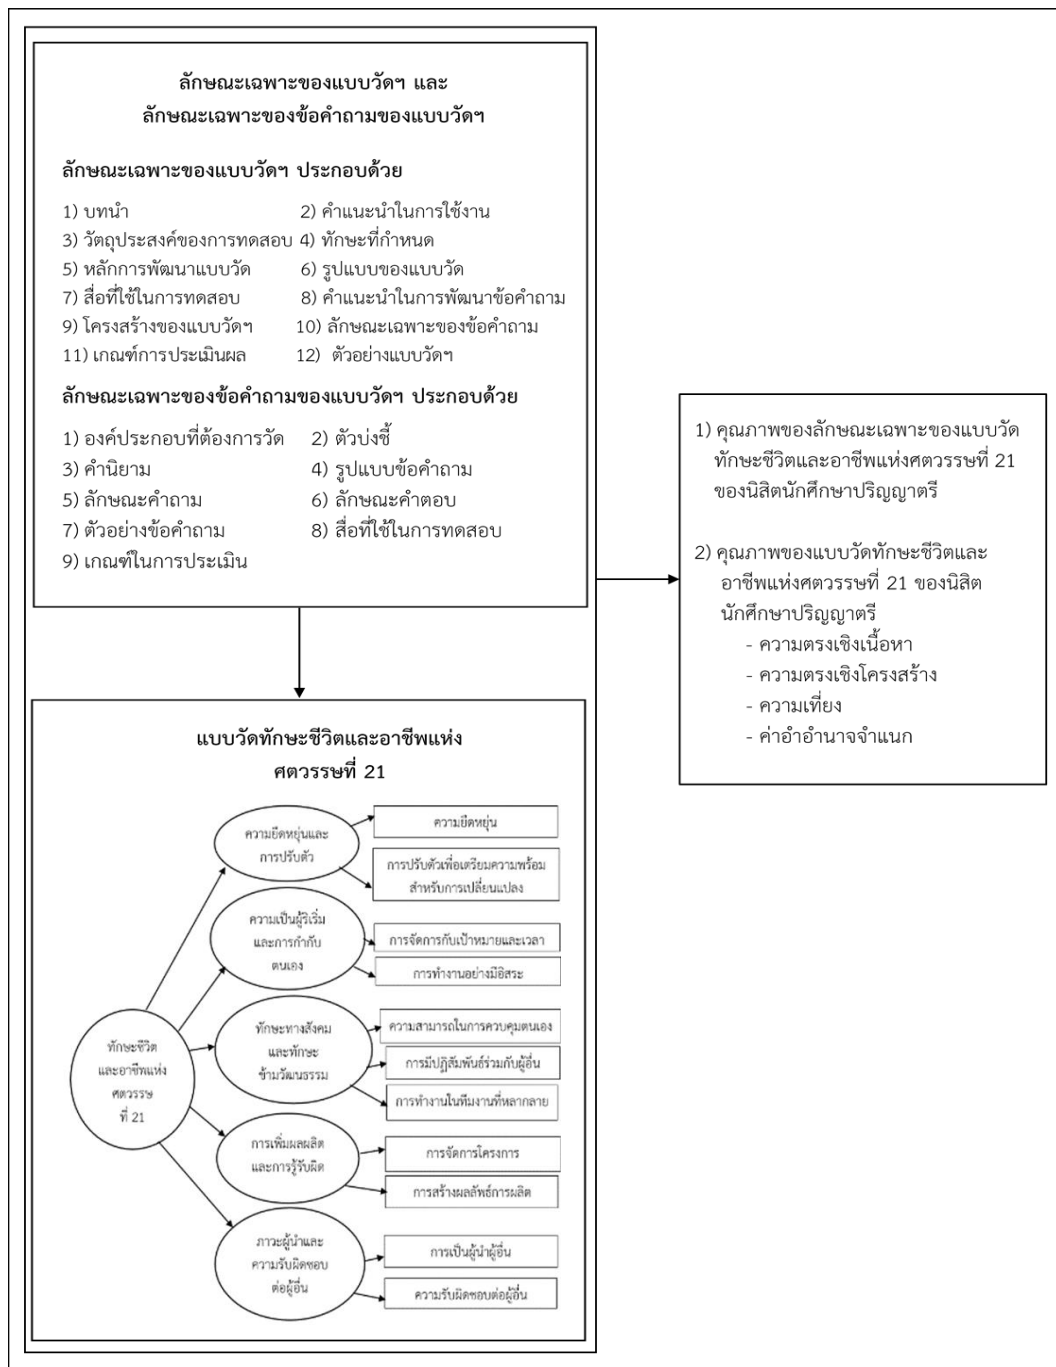 ลักษณะเฉพาะของแบบวัดฯ และ
ลักษณะเฉพาะของข้อคำถามของแบบวัดฯ
ลักษณะเฉพาะของแบบวัดฯ ประกอบด้วย
1) บทนำ 2) คำแนะนำในการใช้งาน
3) วัตถุประสงค์ของการทดสอบ 4) ทักษะที่กำหนด
5) หลักการพัฒนาแบบวัด 6) รูปแบบของแบบวัด
7) สื่อที่ใช้ในการทดสอบ 8) คำแนะนำในการพัฒนาข้อคำถาม
9) โครงสร้างของแบบวัดฯ 10) ลักษณะเฉพาะของข้อคำถาม
11) เกณฑ์การประเมินผล 12) ตัวอย่างแบบวัดฯ
ลักษณะเฉพาะของข้อคำถามของแบบวัดฯ ประกอบด้วย
1) องค์ประกอบที่ต้องการวัด 2) ตัวบ่งชี้
3) คำนิยาม 4) รูปแบบข้อคำถาม
5) ลักษณะคำถาม 6) ลักษณะคำตอบ
7) ตัวอย่างข้อคำถาม 8) สื่อที่ใช้ในการทดสอบ
9) เกณฑ์ในการประเมิน
1) คุณภาพของลักษณะเฉพาะของแบบวัด
ทักษะชีวิตและอาชีพแห่งศตวรรษที่ 21
ของนิสิตนักศึกษาปริญญาตรี
2) คุณภาพของแบบวัดทักษะชีวิตและ
อาชีพแห่งศตวรรษที่ 21 ของนิสิต
นักศึกษาปริญญาตรี
- ความตรงเชิงเนื้อหา
- ความตรงเชิงโครงสร้าง
- ความเที่ยง
- ค่าอำอำนาจจำแนก
แบบวัดทักษะชีวิตและอาชีพแห่ง
ศตวรรษที่ 21
ทักษะชีวิต
และอาชีพแห่ง
ศตวรรษ
ที่ 21
ความยืดหยุ่นและ
การปรับตัว
ความยืดหยุ่น
การปรับตัวเพื่อเตรียมความพร้อม
สำหรับการเปลี่ยนแปลง
ความเป็นผู้ริเริ่ม
และการกำกับ
ตนเอง
การจัดการกับเป้าหมายและเวลา
การทำงานอย่างมีอิสระ
ทักษะทางสังคม
และทักษะ
ข้ามวัฒนธรรม
ความสามารถในการควบคุมตนเอง
การมีปฏิสัมพันธ์ร่วมกับผู้อื่น
การทำงานในทีมงานที่หลากหลาย
การเพิ่มผลผลิต
และการรู้รับผิด
การจัดการโครงการ
การสร้างผลลัพธ์การผลิต
ภาวะผู้นำและ
ความรับผิดชอบ
ต่อผู้อื่น
การเป็นผู้นำผู้อื่น
ความรับผิดชอบต่อผู้อื่น